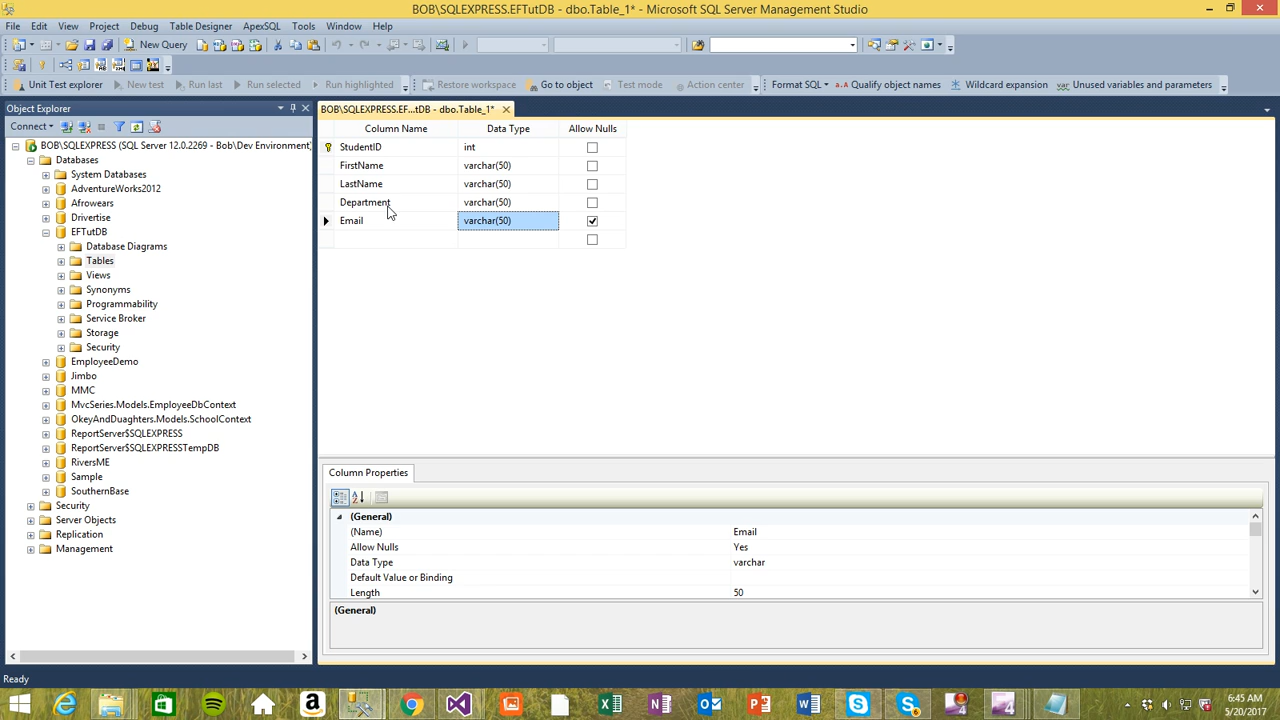 BOB\SQLEXPRESS.EFTutDB - dbo.Table_1* - Microsoft SQL Server Management Studio
File Edit View Project Debug Table Designer ApexSQL Tools Window Help
New Query
Unit Test explorer New test Run last Run selected Run highlighted Restore workspace Go to object Test mode Action center Format SQL Qualify object names Wildcard expansion Unused variables and parameters
Object Explorer
BOB\SQLEXPRESS.EF...tDB - dbo.Table_1*
Connect
BOB\SQLEXPRESS (SQL Server 12.0.2269 - Bob\Dev Environment)
Databases
System Databases
AdventureWorks2012
Afrowears
Drivertise
EFTutDB
Database Diagrams
Tables
Views
Synonyms
Programmability
Service Broker
Storage
Security
EmployeeDemo
Jimbo
MMC
MvcSeries.Models.EmployeeDbContext
OkeyAndDuaghters.Models.SchoolContext
ReportServer$SQLEXPRESS
ReportServer$SQLEXPRESSTempDB
RiversME
Sample
SouthernBase
Security
Server Objects
Replication
Management
Column Name Data Type Allow Nulls
StudentID int
FirstName varchar(50)
LastName varchar(50)
Department varchar(50)
Email varchar(50)
Column Properties
(General)
(Name) Email
Allow Nulls Yes
Data Type varchar
Default Value or Binding
Length 50
(General)
Ready
6:45 AM
5/20/2017